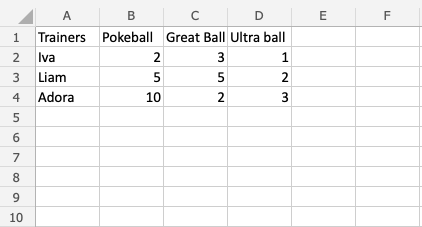 A B C D E F
1 Trainers Pokeball Great Ball Ultra ball
2 Iva 2 3 1
3 Liam 5 5 2
4 Adora 10 2 3
5
6
7
8
9
10